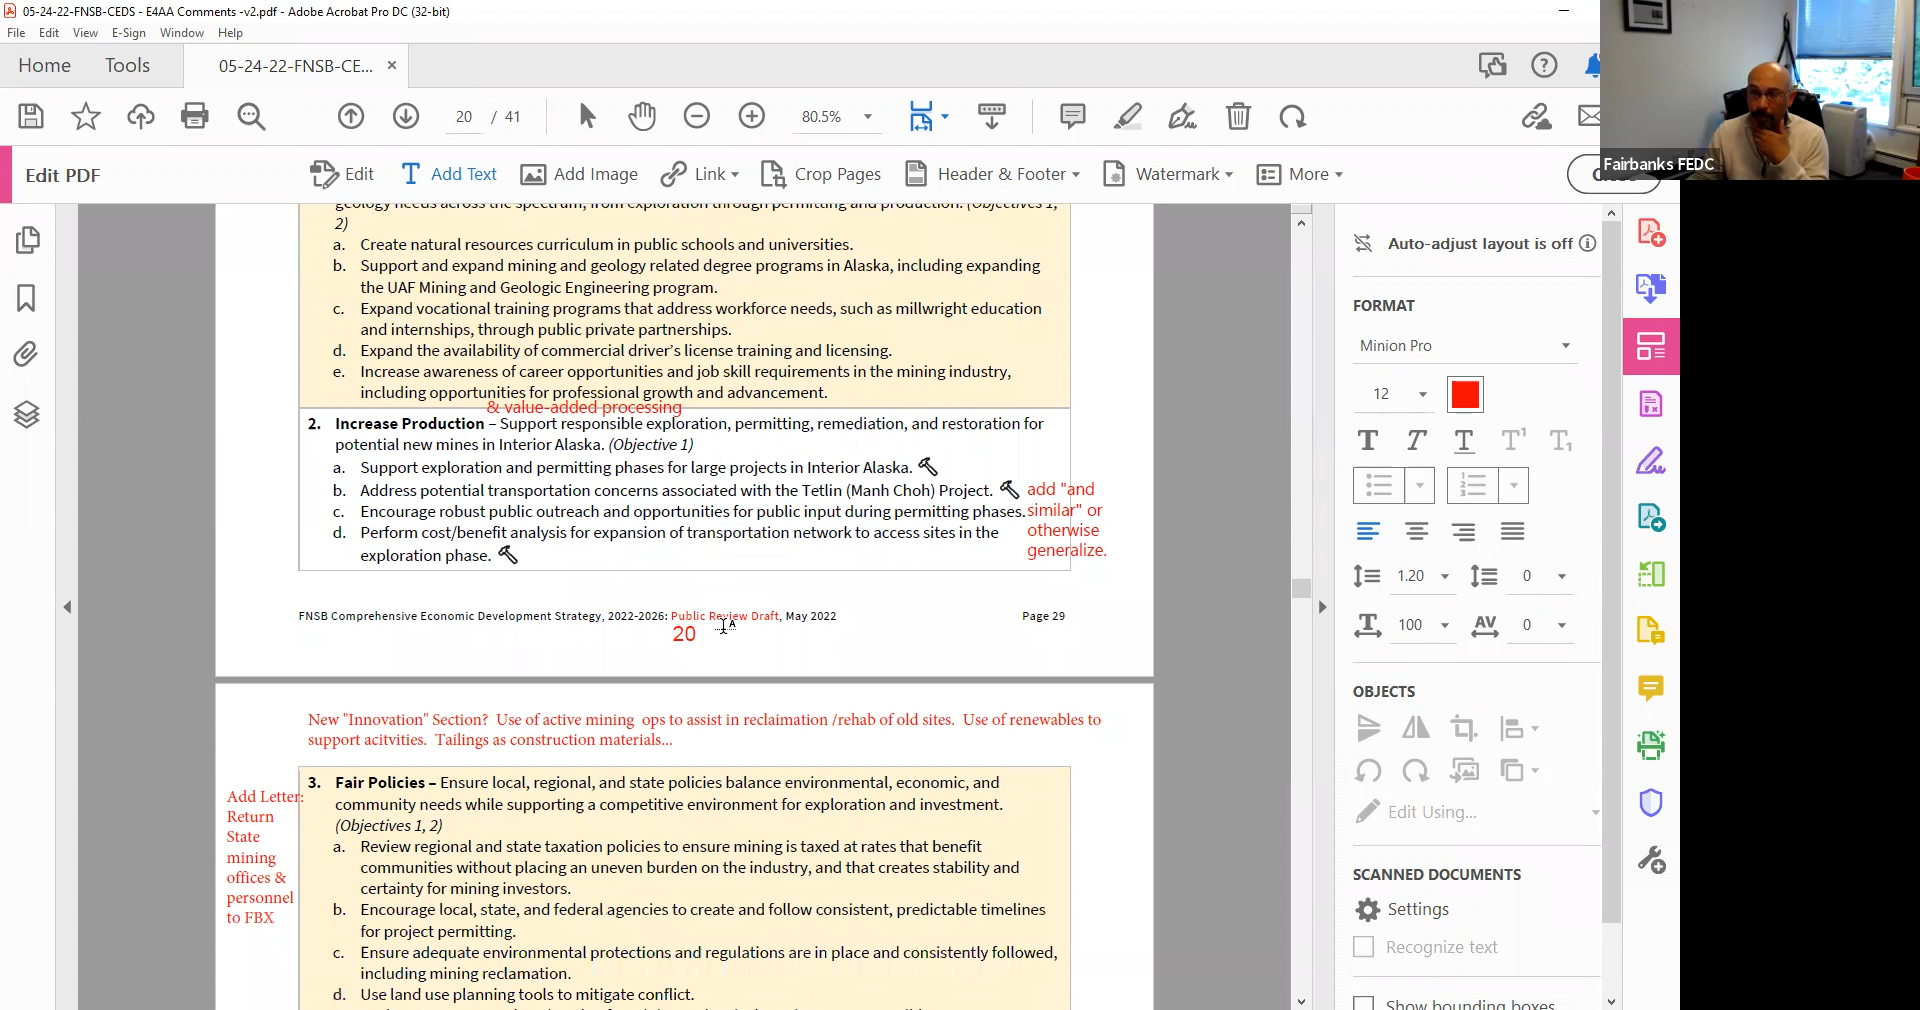 05-24-22-FNSB-CEDS - E4AA Comments -v2.pdf - Adobe Acrobat Pro DC (32-bit)
File Edit View E-Sign Window Help
Home Tools 05-24-22-FNSB-CE... ×
20 / 41 80.5%
Fairbanks FEDC
Edit PDF Edit Add Text Add Image Link Crop Pages Header & Footer Watermark More
geology needs across the spectrum, from exploration through permitting and production. (Objectives 1,
2)
a. Create natural resources curriculum in public schools and universities.
b. Support and expand mining and geology related degree programs in Alaska, including expanding
the UAF Mining and Geologic Engineering program.
c. Expand vocational training programs that address workforce needs, such as millwright education
and internships, through public private partnerships.
d. Expand the availability of commercial driver's license training and licensing.
e. Increase awareness of career opportunities and job skill requirements in the mining industry,
including opportunities for professional growth and advancement.
& value-added processing
2. Increase Production – Support responsible exploration, permitting, remediation, and restoration for
potential new mines in Interior Alaska. (Objective 1)
a. Support exploration and permitting phases for large projects in Interior Alaska.
b. Address potential transportation concerns associated with the Tetlin (Manh Choh) Project.
c. Encourage robust public outreach and opportunities for public input during permitting phases.
d. Perform cost/benefit analysis for expansion of transportation network to access sites in the
exploration phase.
add "and
similar" or
otherwise
generalize.
FNSB Comprehensive Economic Development Strategy, 2022-2026: Public Review Draft, May 2022 Page 29
20
New "Innovation" Section? Use of active mining ops to assist in reclaimation /rehab of old sites. Use of renewables to
support acitvities. Tailings as construction materials...
Add Letter:
Return
State
mining
offices &
personnel
to FBX
3. Fair Policies – Ensure local, regional, and state policies balance environmental, economic, and
community needs while supporting a competitive environment for exploration and investment.
(Objectives 1, 2)
a. Review regional and state taxation policies to ensure mining is taxed at rates that benefit
communities without placing an uneven burden on the industry, and that creates stability and
certainty for mining investors.
b. Encourage local, state, and federal agencies to create and follow consistent, predictable timelines
for project permitting.
c. Ensure adequate environmental protections and regulations are in place and consistently followed,
including mining reclamation.
d. Use land use planning tools to mitigate conflict.
Auto-adjust layout is off
FORMAT
Minion Pro
12
1.20 0
100 AV 0
OBJECTS
Edit Using...
SCANNED DOCUMENTS
Settings
Recognize text
Show bounding boxes